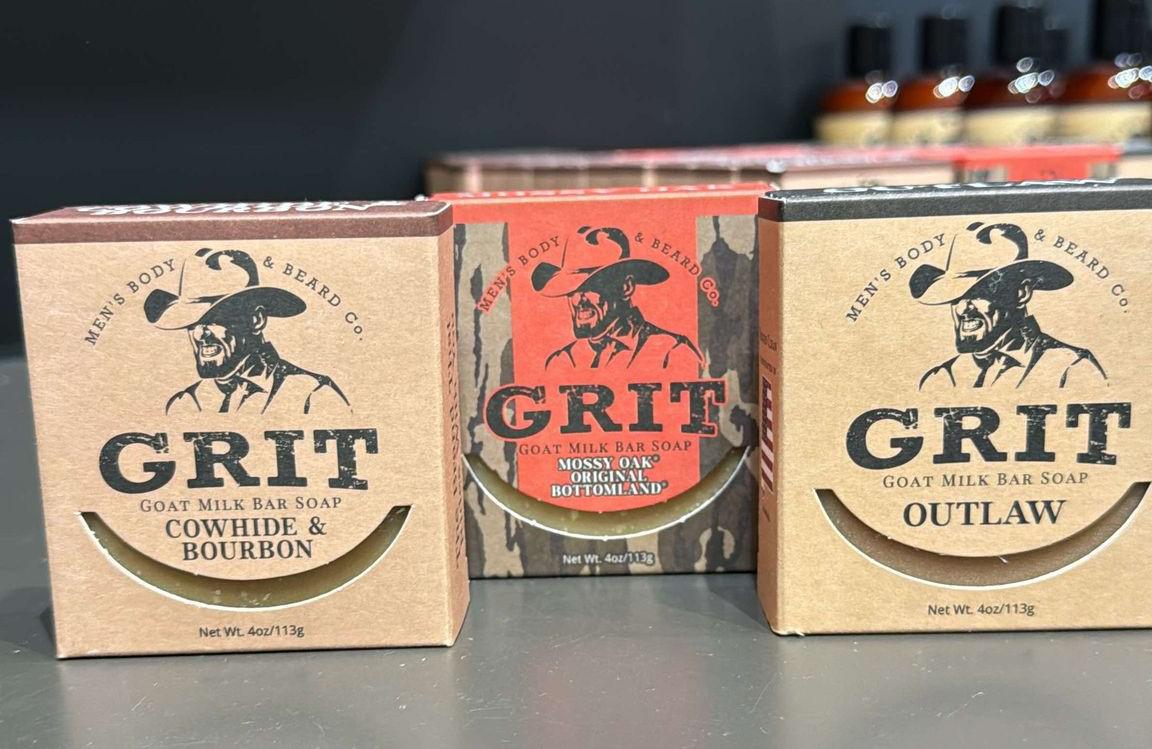 MEN'S BODY & BEARD Co.
GRIT
GOAT MILK BAR SOAP
COWHIDE &
BOURBON
Net Wt. 4oz/113g
MEN'S BODY & BEARD Co.
GRIT
GOAT MILK BAR SOAP
MOSSY OAK®
ORIGINAL
BOTTOMLAND®
Net Wt. 4oz/113g
MEN'S BODY & BEARD Co.
GRIT
GOAT MILK BAR SOAP
OUTLAW
Net Wt. 4oz/113g